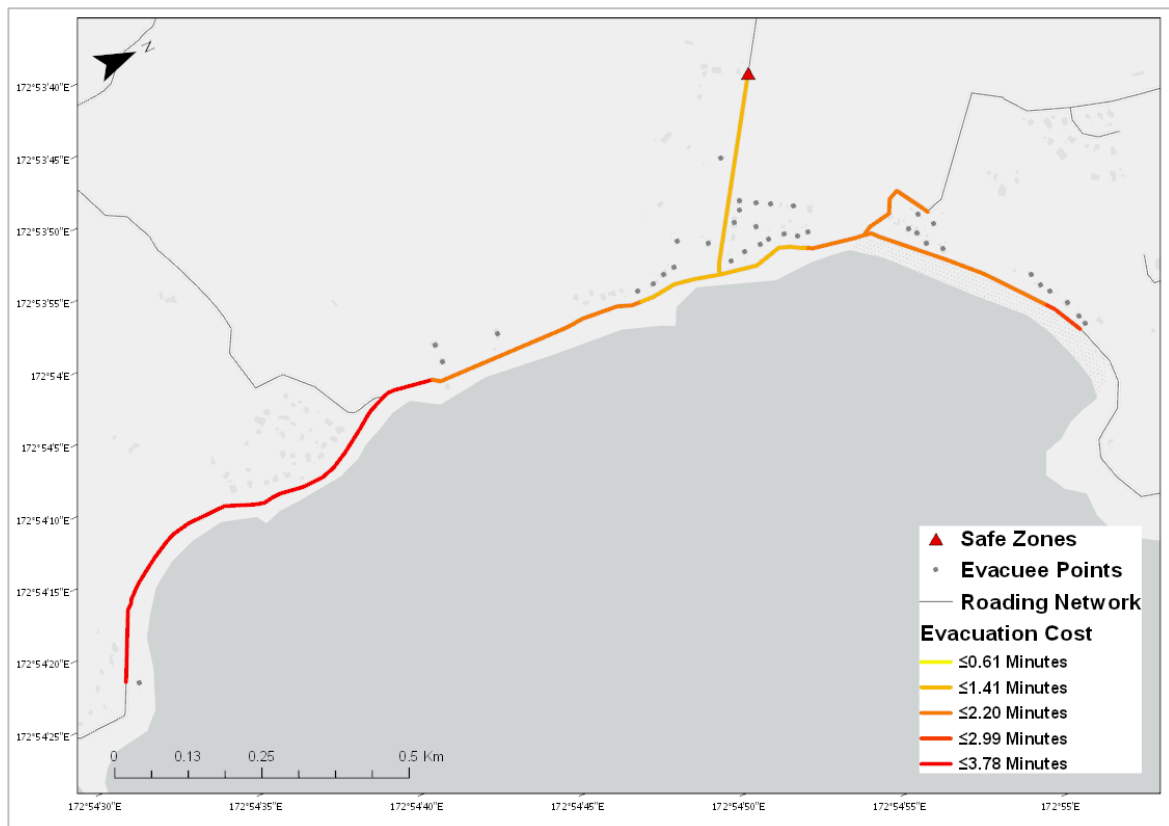 N
172°53'40"E
172°53'45"E
172°53'50"E
172°53'55"E
172°54'E
172°54'5"E
172°54'10"E
172°54'15"E
172°54'20"E
172°54'25"E
0 0.13 0.25 0.5 Km
172°54'30"E 172°54'35"E 172°54'40"E 172°54'45"E 172°54'50"E 172°54'55"E 172°55'E
Safe Zones
Evacuee Points
Roading Network
Evacuation Cost
≤0.61 Minutes
≤1.41 Minutes
≤2.20 Minutes
≤2.99 Minutes
≤3.78 Minutes